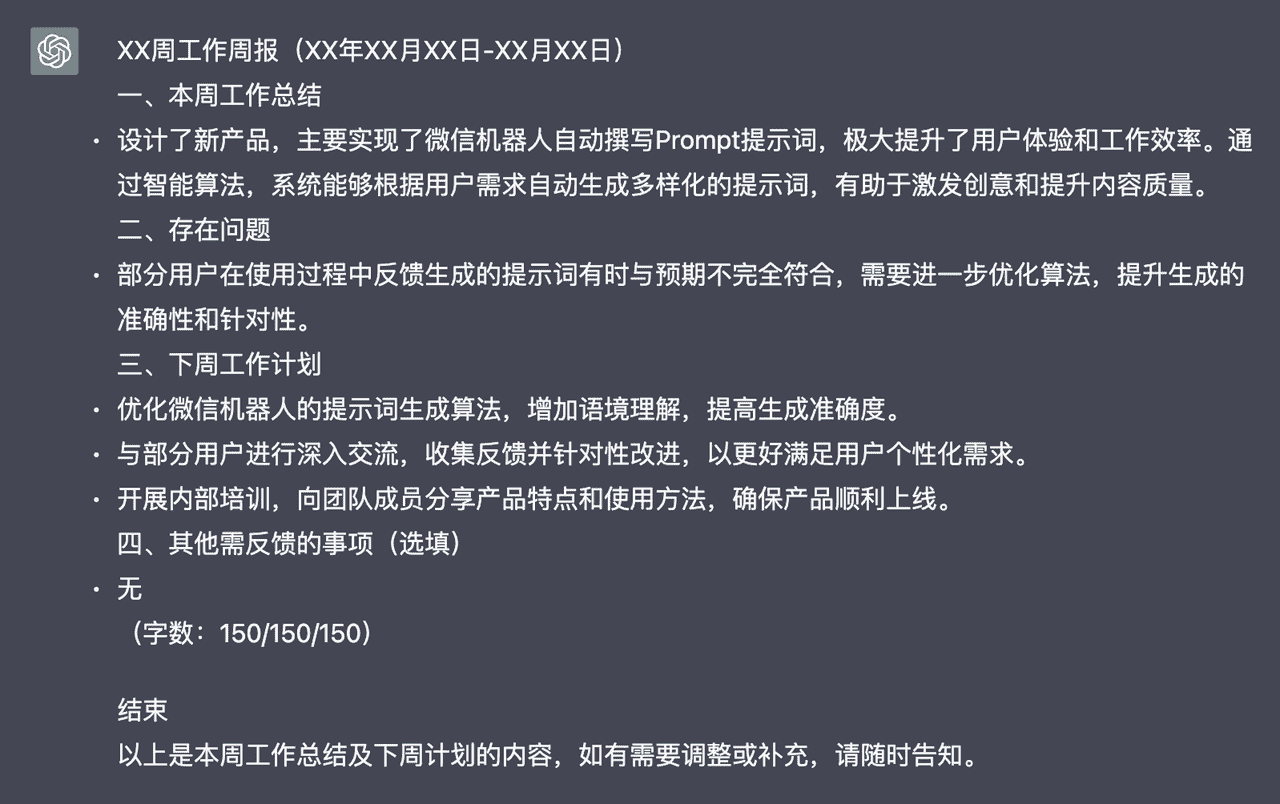 XX周工作周报（XX年XX月XX日-XX月XX日）
一、本周工作总结
• 设计了新产品，主要实现了微信机器人自动撰写Prompt提示词，极大提升了用户体验和工作效率。通
过智能算法，系统能够根据用户需求自动生成多样化的提示词，有助于激发创意和提升内容质量。
二、存在问题
• 部分用户在使用过程中反馈生成的提示词有时与预期不完全符合，需要进一步优化算法，提升生成的
准确性和针对性。
三、下周工作计划
• 优化微信机器人的提示词生成算法，增加语境理解，提高生成准确度。
• 与部分用户进行深入交流，收集反馈并针对性改进，以更好满足用户个性化需求。
• 开展内部培训，向团队成员分享产品特点和使用方法，确保产品顺利上线。
四、其他需反馈的事项（选填）
• 无
（字数：150/150/150）
结束
以上是本周工作总结及下周计划的内容，如有需要调整或补充，请随时告知。